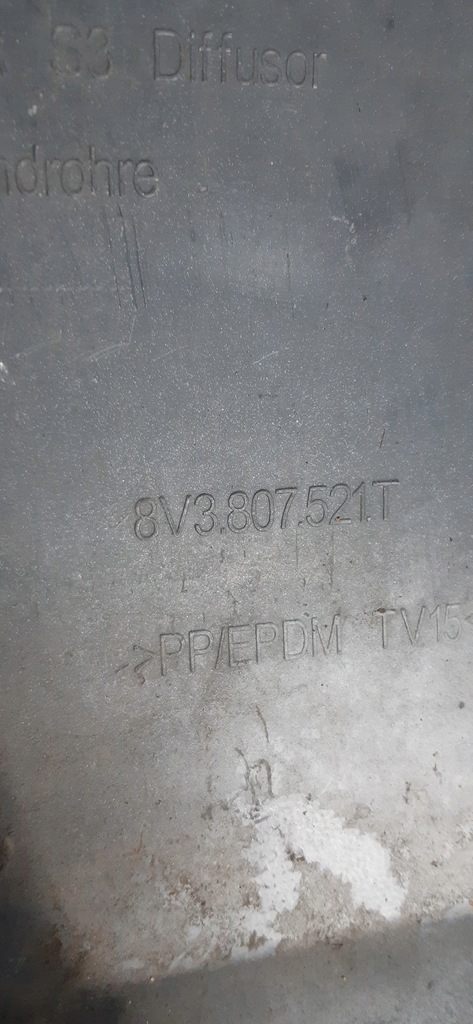 S3 Diffusor
ndrohre
8V3.807.521.T
>PP/EPDM TV15<